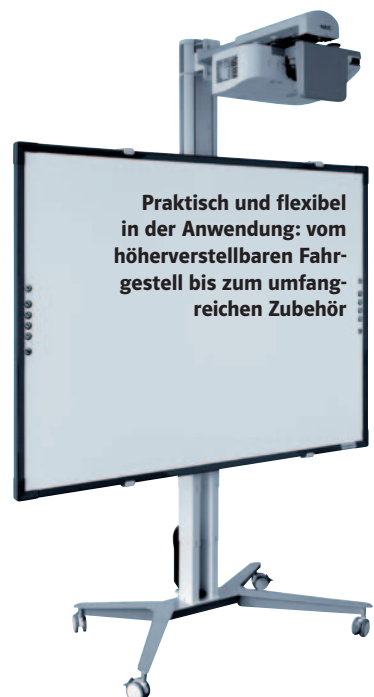 Praktisch und flexibel
in der Anwendung: vom
höherverstellbaren Fahr-
gestell bis zum umfang-
reichen Zubehör